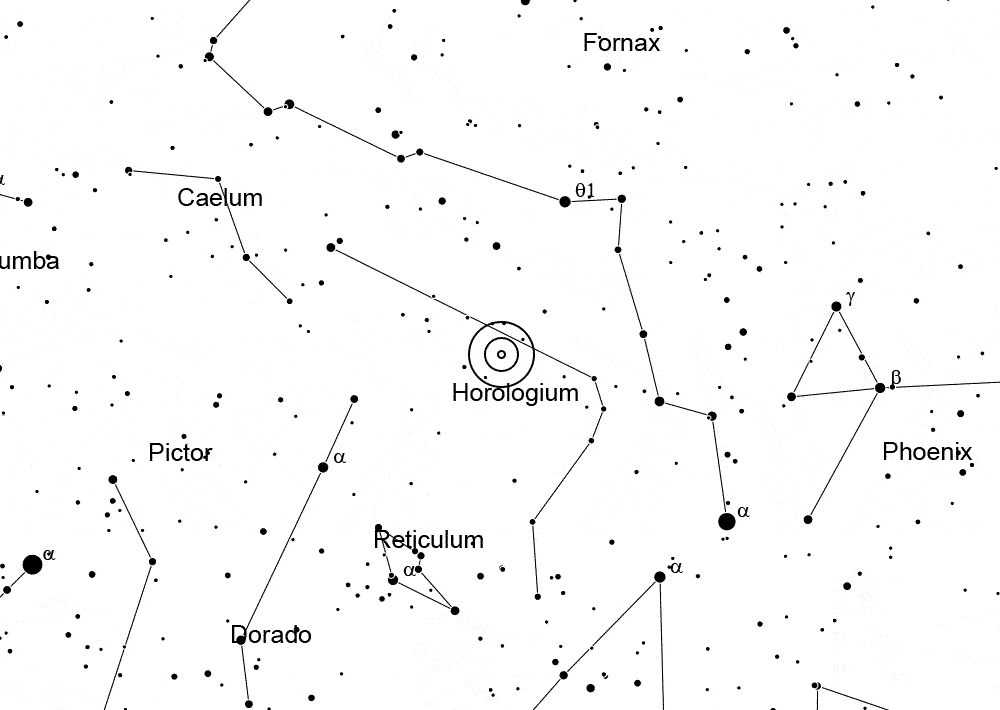 Fornax
α
θ1
Caelum
umba
γ
β
Horologium
Pictor
α
Phoenix
α
Reticulum
α
α
α
Dorado